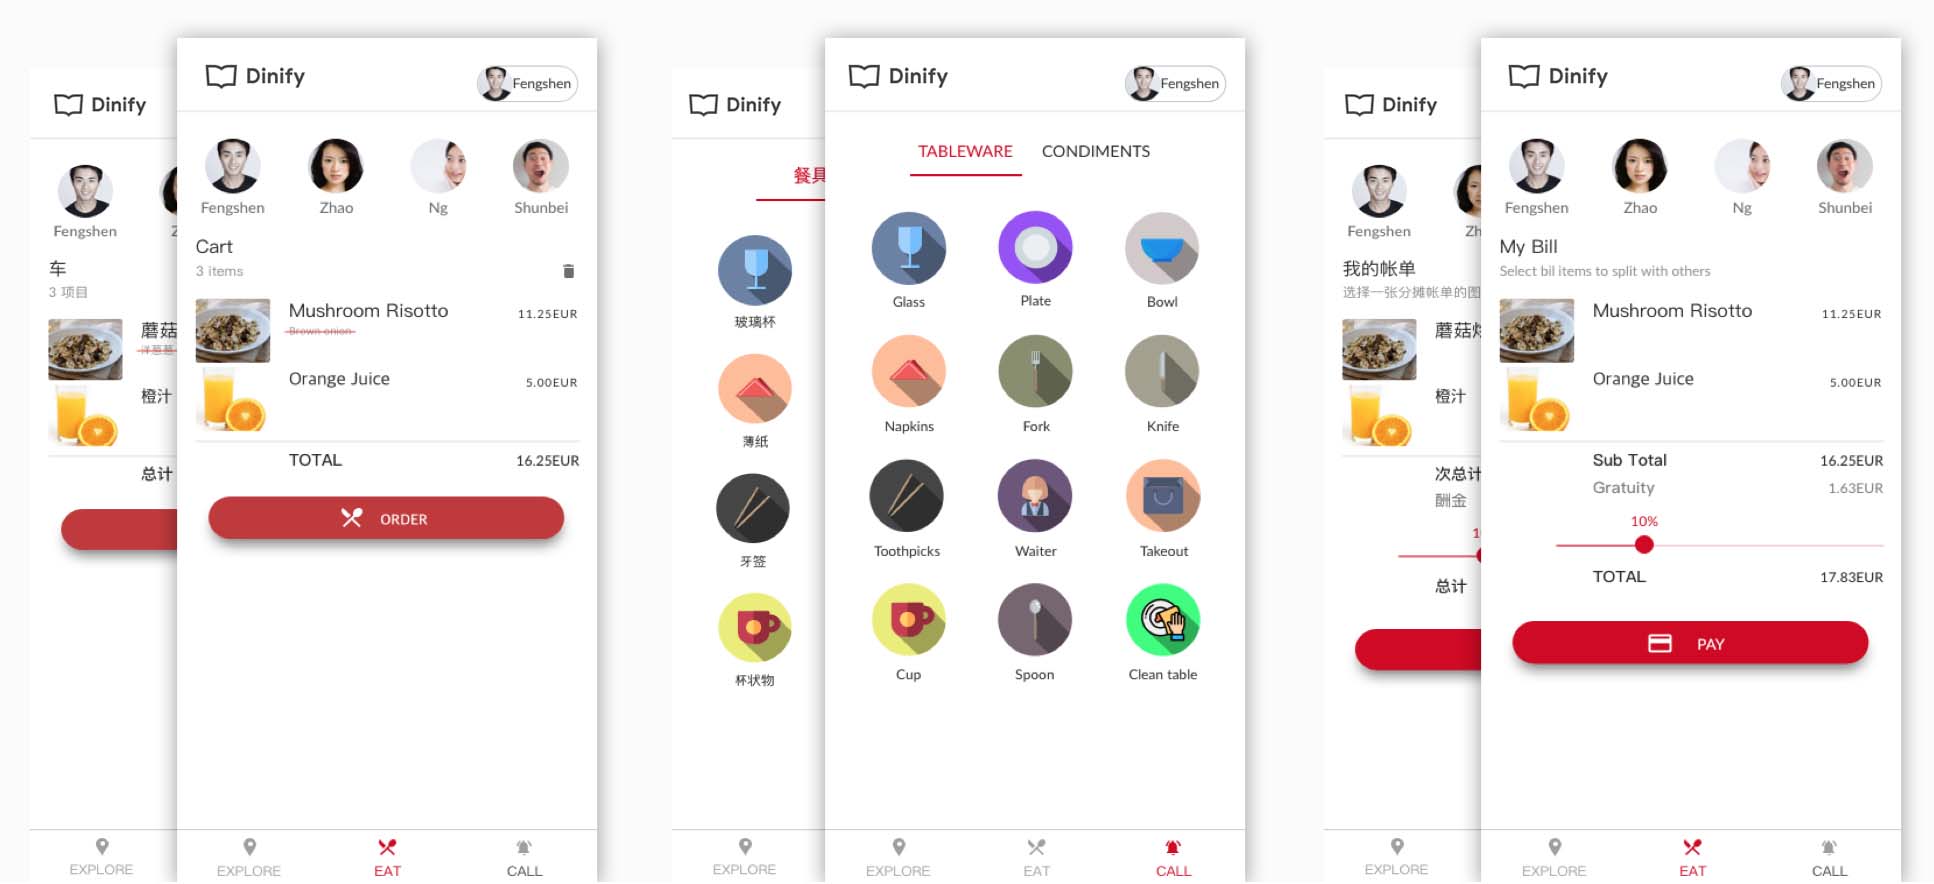 Dinify
Fengshen
Z
车
3 项目
蘑菇
洋葱葱
橙汁
总计
EXPLORE
Dinify
Fengshen
Fengshen
Zhao
Ng
Shunbei
Cart
3 items
Mushroom Risotto
11.25EUR
Brown onion
Orange Juice
5.00EUR
TOTAL
16.25EUR
ORDER
EXPLORE
EAT
CALL
Dinify
餐具
玻璃杯
薄纸
牙签
杯状物
EXPLORE
Dinify
Fengshen
TABLEWARE
CONDIMENTS
Glass
Plate
Bowl
Napkins
Fork
Knife
Toothpicks
Waiter
Takeout
Cup
Spoon
Clean table
EXPLORE
EAT
CALL
Dinify
Fengshen
Zh
我的帐单
选择一张分摊帐单的图
蘑菇
橙汁
次总计
酬金
1
总计
EXPLORE
Dinify
Fengshen
Fengshen
Zhao
Ng
Shunbei
My Bill
Select bil items to split with others
Mushroom Risotto
11.25EUR
Orange Juice
5.00EUR
Sub Total
16.25EUR
Gratuity
1.63EUR
10%
TOTAL
17.83EUR
PAY
EXPLORE
EAT
CALL